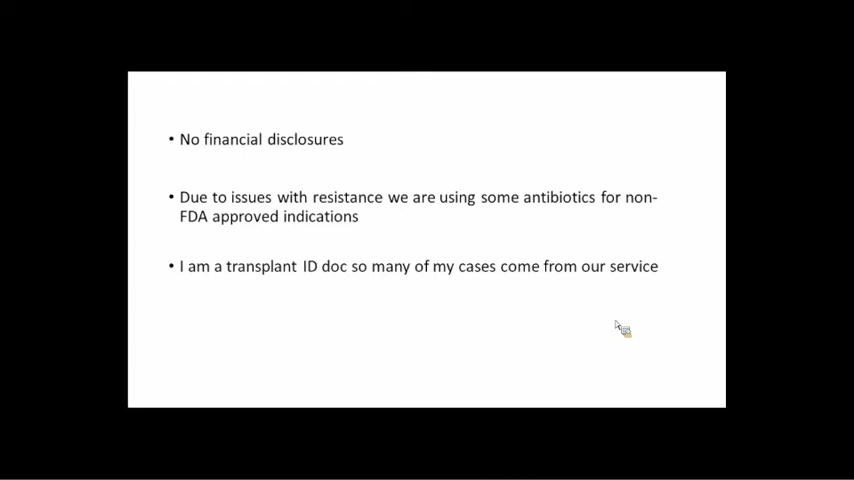 • No financial disclosures
• Due to issues with resistance we are using some antibiotics for non-
FDA approved indications
• I am a transplant ID doc so many of my cases come from our service